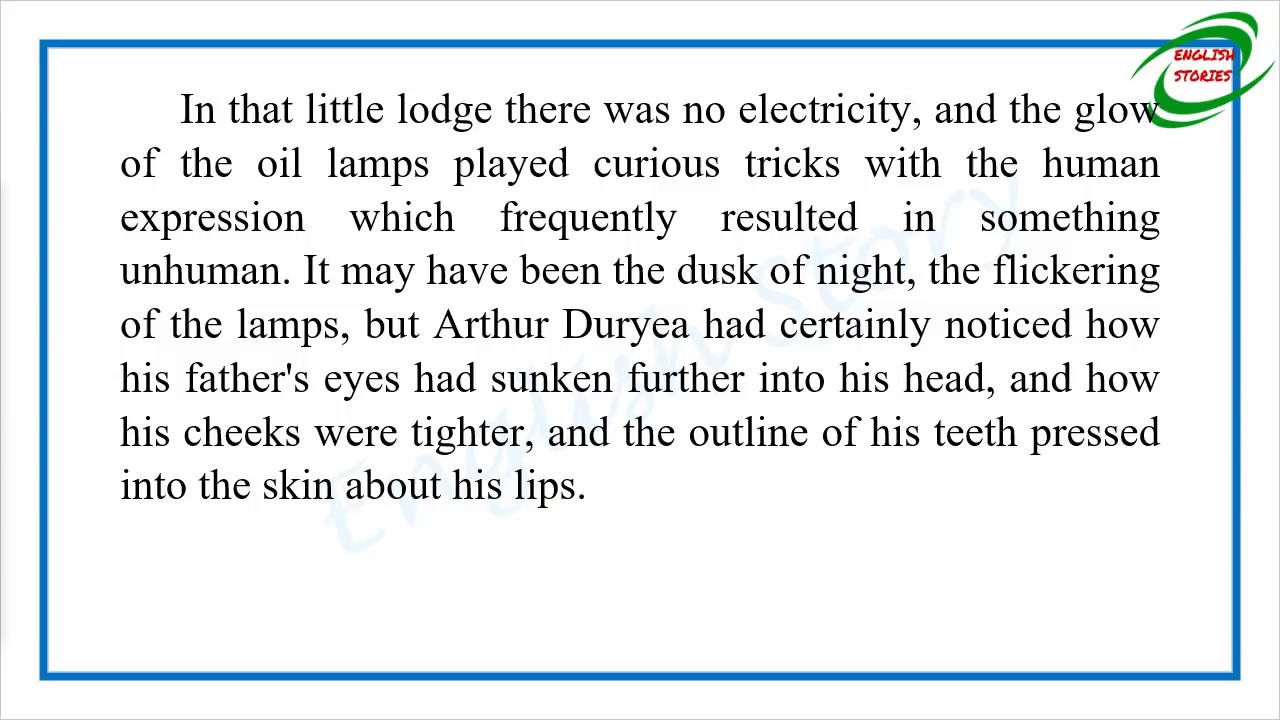 ENGLISH
STORIES
In that little lodge there was no electricity, and the glow
of the oil lamps played curious tricks with the human
expression which frequently resulted in something
unhuman. It may have been the dusk of night, the flickering
of the lamps, but Arthur Duryea had certainly noticed how
his father's eyes had sunken further into his head, and how
his cheeks were tighter, and the outline of his teeth pressed
into the skin about his lips.
English Story